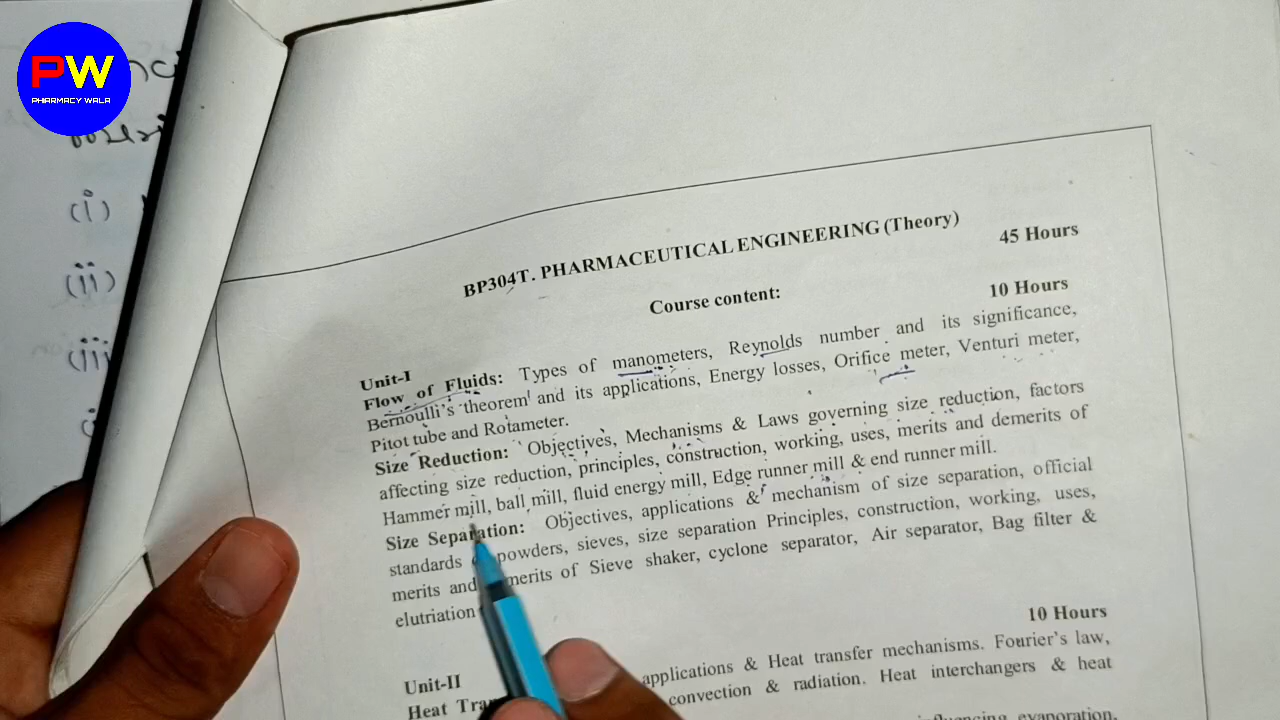 PW
PHARMACY WALA
(i)
(ii)
(iii)
BP304T. PHARMACEUTICAL ENGINEERING (Theory)
45 Hours
Course content:
10 Hours
Unit-I
Flow of Fluids: Types of manometers, Reynolds number and its significance,
Bernoulli's theorem and its applications, Energy losses, Orifice meter, Venturi meter,
Pitot tube and Rotameter.
Size Reduction: Objectives, Mechanisms & Laws governing size reduction, factors
affecting size reduction, principles, construction, working, uses, merits and demerits of
Hammer mill, ball mill, fluid energy mill, Edge runner mill & end runner mill.
Size Separation: Objectives, applications & mechanism of size separation, official
standards powders, sieves, size separation Principles, construction, working, uses,
merits and merits of Sieve shaker, cyclone separator, Air separator, Bag filter &
elutriation
10 Hours
Unit-II
Heat applications & Heat transfer mechanisms. Fourier's law,
convection & radiation. Heat interchangers & heat
evaporation,